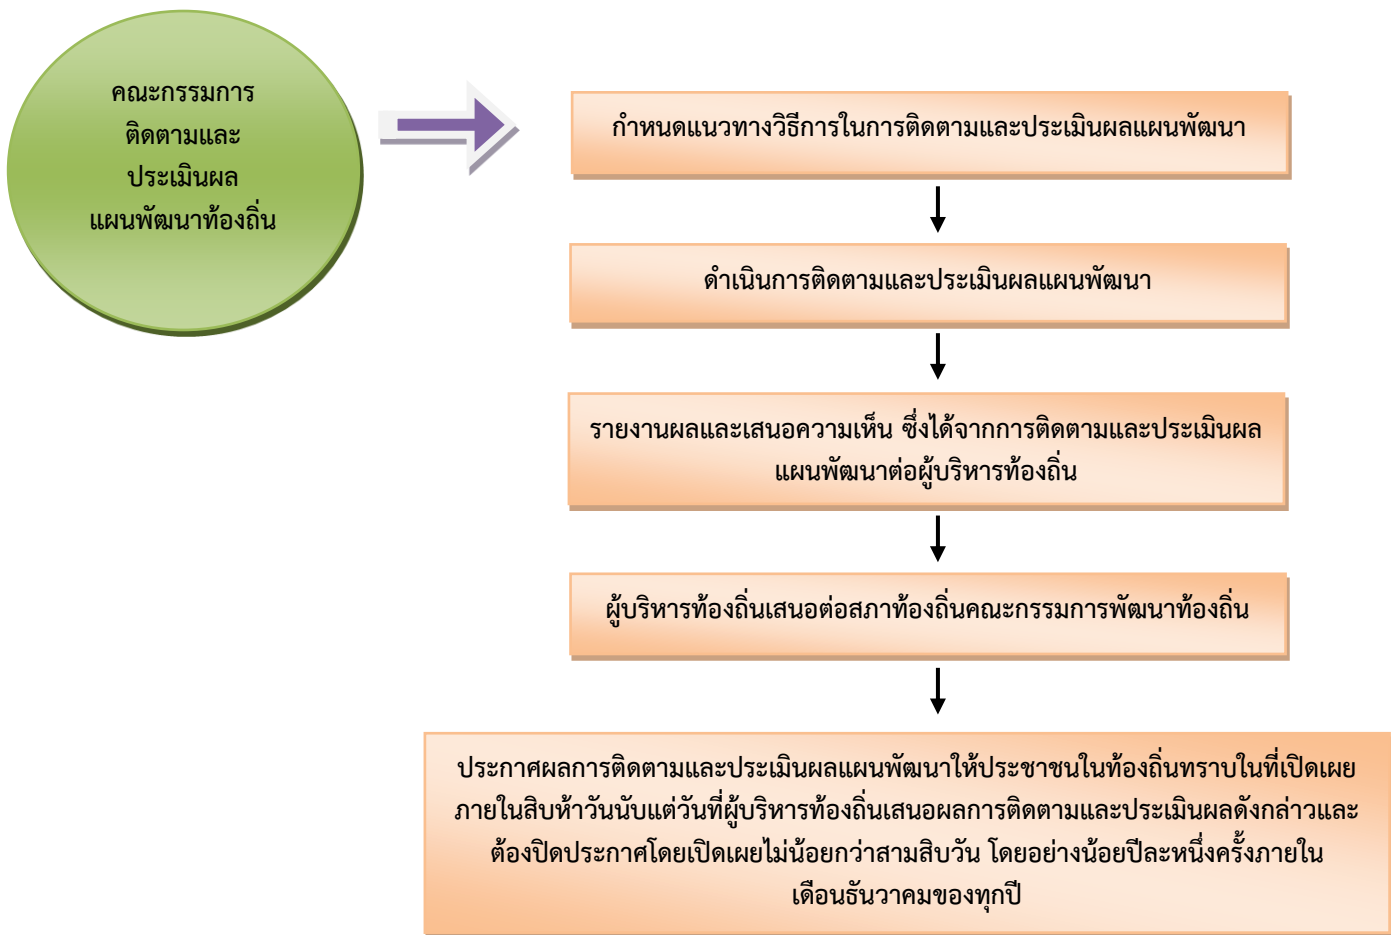 คณะกรรมการ
ติดตามและ
ประเมินผล
แผนพัฒนาท้องถิ่น
กำหนดแนวทางวิธีการในการติดตามและประเมินผลแผนพัฒนา
ดำเนินการติดตามและประเมินผลแผนพัฒนา
รายงานผลและเสนอความเห็น ซึ่งได้จากการติดตามและประเมินผล
แผนพัฒนาต่อผู้บริหารท้องถิ่น
ผู้บริหารท้องถิ่นเสนอต่อสภาท้องถิ่นคณะกรรมการพัฒนาท้องถิ่น
ประกาศผลการติดตามและประเมินผลแผนพัฒนาให้ประชาชนในท้องถิ่นทราบในที่เปิดเผย
ภายในสิบห้าวันนับแต่วันที่ผู้บริหารท้องถิ่นเสนอผลการติดตามและประเมินผลดังกล่าวและ
ต้องปิดประกาศโดยเปิดเผยไม่น้อยกว่าสามสิบวัน โดยอย่างน้อยปีละหนึ่งครั้งภายใน
เดือนธันวาคมของทุกปี